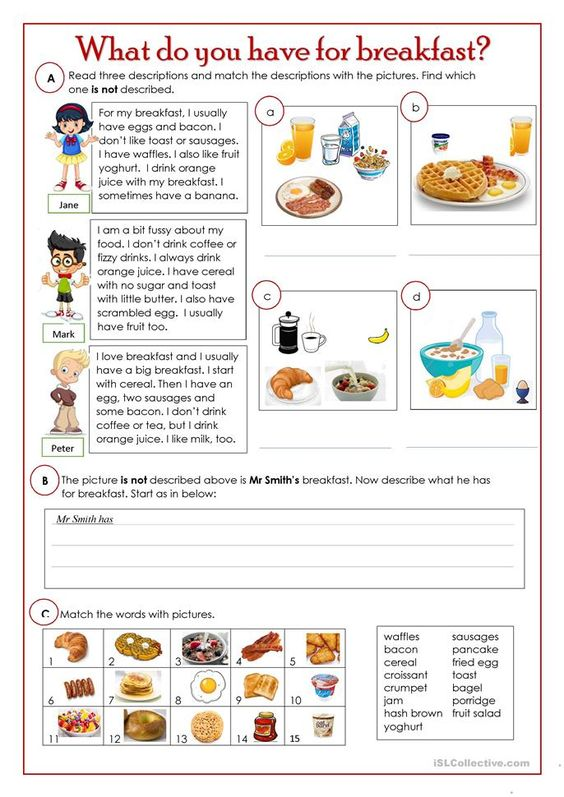 What do you have for breakfast?
A
Read three descriptions and match the descriptions with the pictures. Find which
one is not described.
For my breakfast, I usually
have eggs and bacon. I
don't like toast or sausages.
I have waffles. I also like fruit
yoghurt. I drink orange
juice with my breakfast. I
sometimes have a banana.
Jane
a
b
I am a bit fussy about my
food. I don't drink coffee or
fizzy drinks. I always drink
orange juice. I have cereal
with no sugar and toast
with little butter. I also have
scrambled egg. I usually
have fruit too.
Mark
c
d
I love breakfast and I usually
have a big breakfast. I start
with cereal. Then I have an
egg, two sausages and
some bacon. I don't drink
coffee or tea, but I drink
orange juice. I like milk, too.
Peter
B
The picture is not described above is Mr Smith's breakfast. Now describe what he has
for breakfast. Start as in below:
Mr Smith has
C.
Match the words with pictures.
1 2 3 4 5
6 7 8 9 10
11 12 13 14 15
waffles sausages
bacon pancake
cereal fried egg
croissant toast
crumpet bagel
jam porridge
hash brown fruit salad
yoghurt
iSLCollective.com